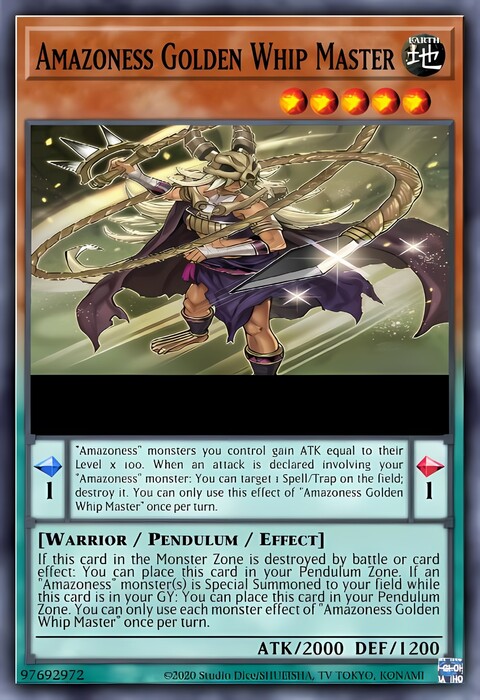 AMAZONESS GOLDEN WHIP MASTER
EARTH
地
"Amazoness" monsters you control gain ATK equal to their
Level x 100. When an attack is declared involving your
"Amazoness" monster: You can target 1 Spell/Trap on the field;
destroy it. You can only use this effect of "Amazoness Golden
Whip Master" once per turn.
1
1
[WARRIOR / PENDULUM / EFFECT]
If this card in the Monster Zone is destroyed by battle or card
effect: You can place this card in your Pendulum Zone. If an
"Amazoness" monster(s) is Special Summoned to your field while
this card is in your GY: You can place this card in your Pendulum
Zone. You can only use each monster effect of "Amazoness Golden
Whip Master" once per turn.
ATK/2000 DEF/1200
97692972
©2020 Studio Dice/SHUEISHA, TV TOKYO, KONAMI